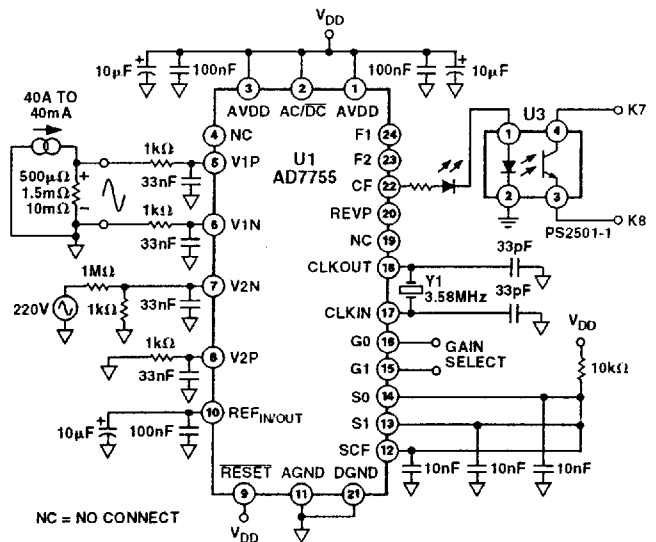 VDD
10μF
100nF
100nF
10μF
3
2
1
AVDD
AC/DC
AVDD
40A TO
40mA
4
NC
U1
AD7755
F1
24
F2
23
CF
22
REVP
20
NC
19
CLKOUT
18
CLKIN
17
G0
16
G1
15
S0
14
S1
13
SCF
12
1kΩ
5
V1P
33nF
500μΩ
1.5mΩ
10mΩ
+
−
1kΩ
6
V1N
33nF
1MΩ
7
V2N
220V
1kΩ
33nF
1kΩ
8
V2P
33nF
10
REFIN/OUT
10μF
100nF
RESET
AGND
DGND
9
11
21
VDD
NC = NO CONNECT
U3
1
4
2
3
K7
K8
PS2501-1
33pF
Y1
3.58MHz
33pF
GAIN
SELECT
VDD
10kΩ
10nF
10nF
10nF